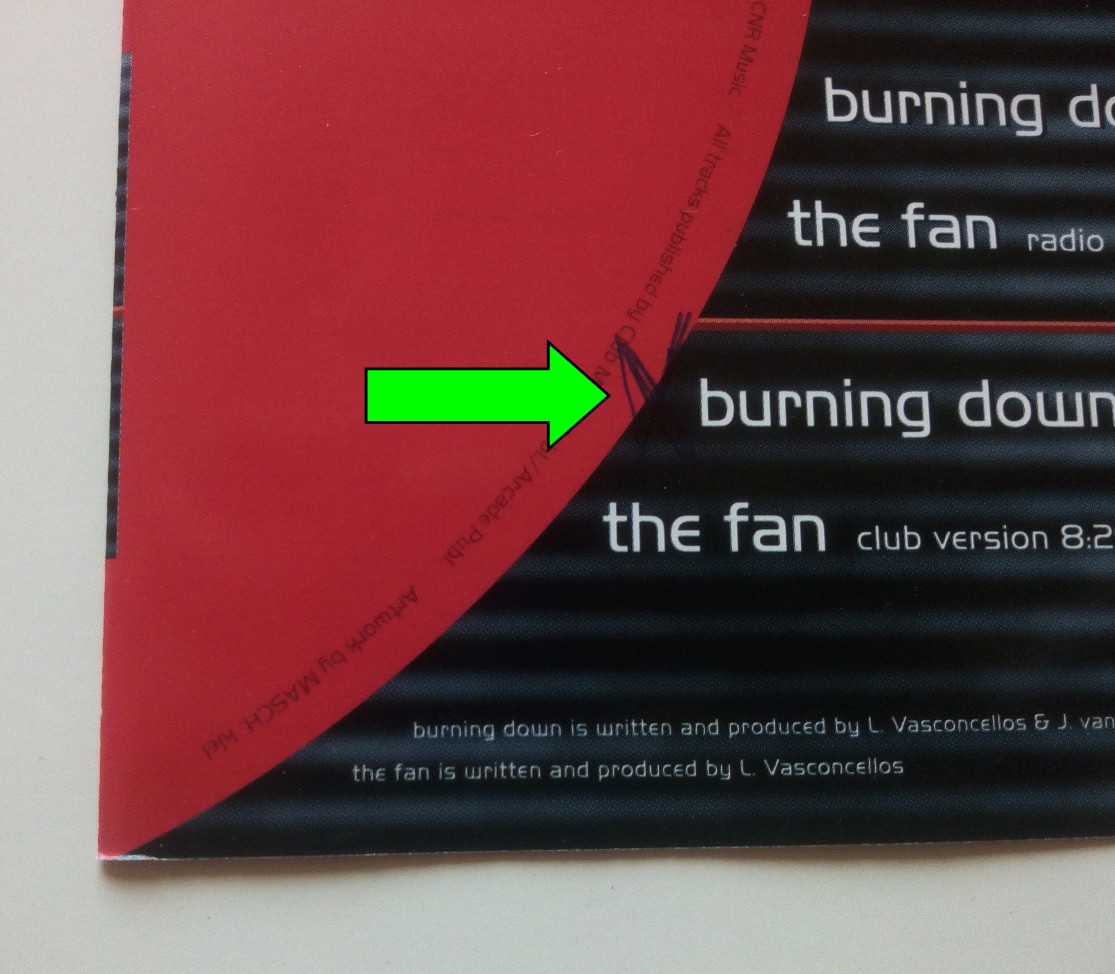 burning do
the fan radio
burning down
the fan club version 8:2
burning down is written and produced by L. Vasconcellos & J. van
the fan is written and produced by L. Vasconcellos
CNR Music. All tracks published by Club M /Arcade Publ.
Artwork by MASCH. Kiel